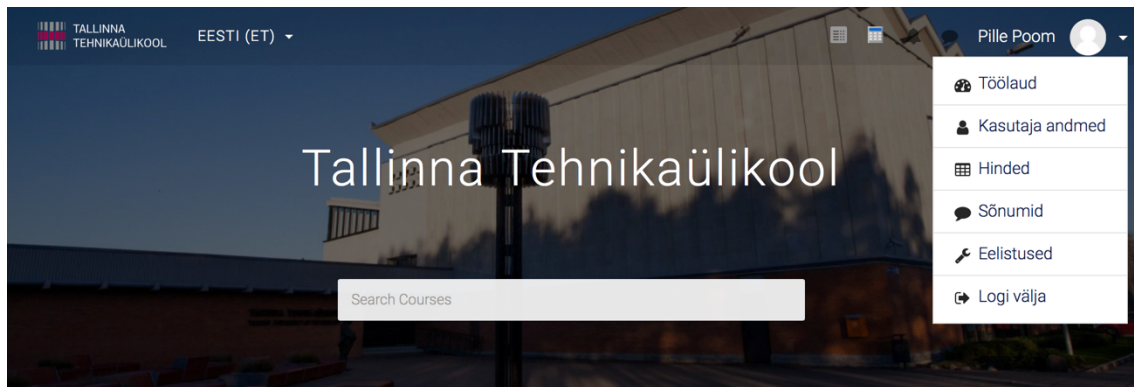 TALLINNA
TEHNIKAÜLIKOOL
EESTI (ET)
Pille Poom
Töölaud
Kasutaja andmed
Hinded
Sõnumid
Eelistused
Logi välja
Tallinna Tehnikaülikool
Search Courses